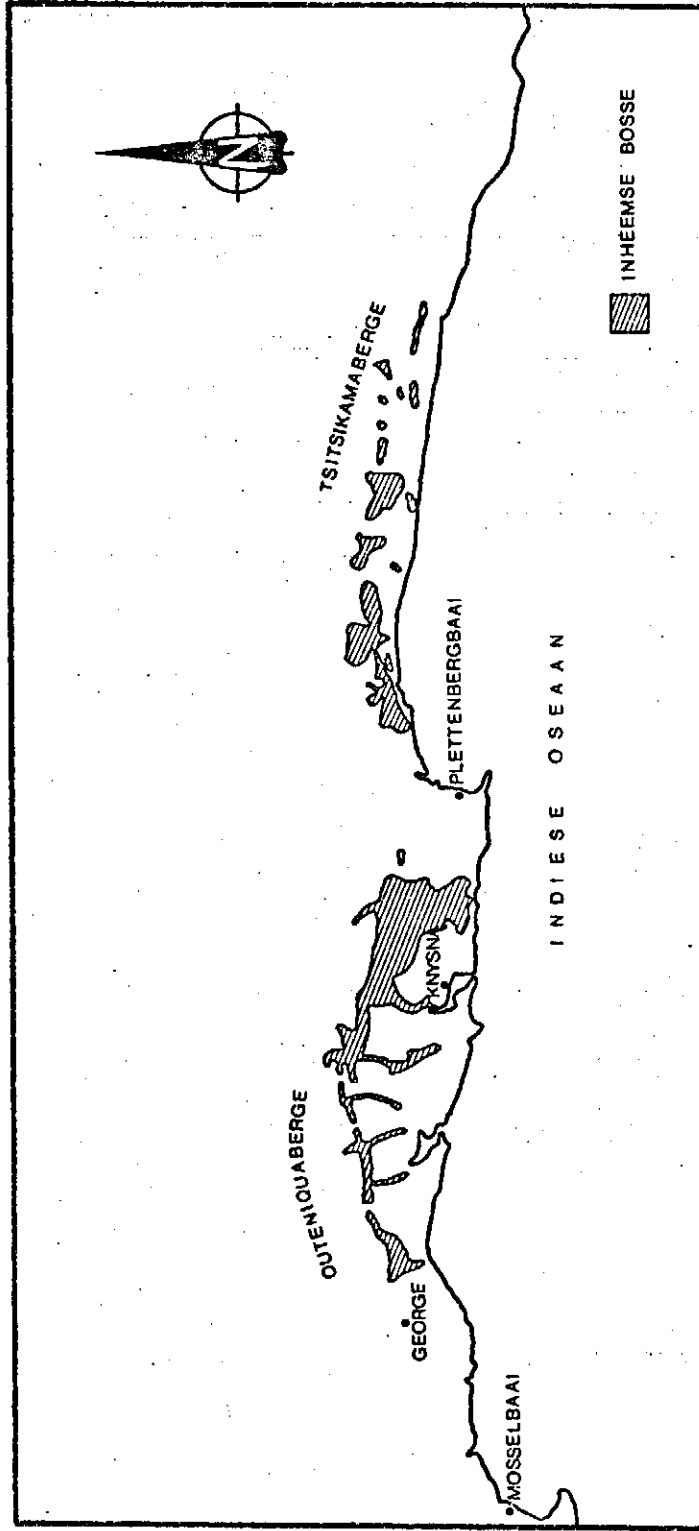 N
OUTENIQUABERGE
TSITSIKAMABERGE
GEORGE
KNYSNA
PLETTENBERGBAAI
MOSSELBAAI
INDIESE OSEAAN
INHEEMSE BOSSE